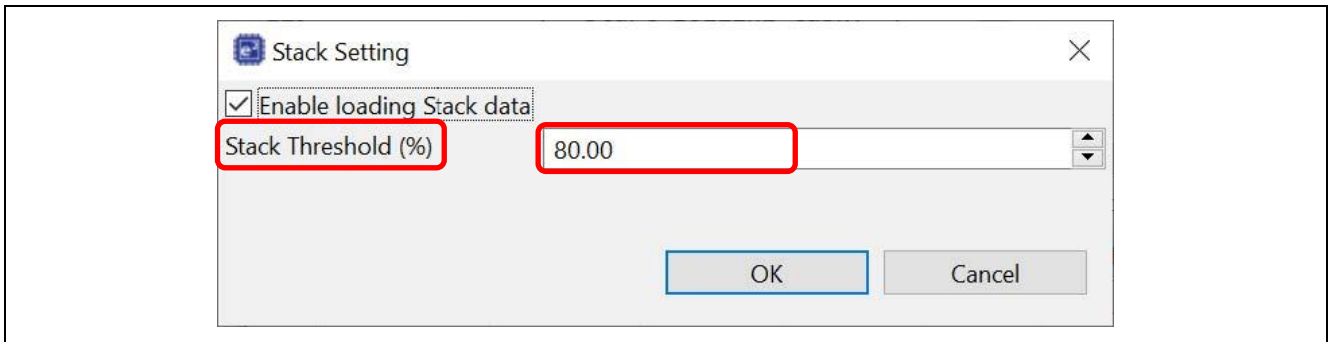 Stack Setting
Enable loading Stack data
Stack Threshold (%) 80.00
OK Cancel